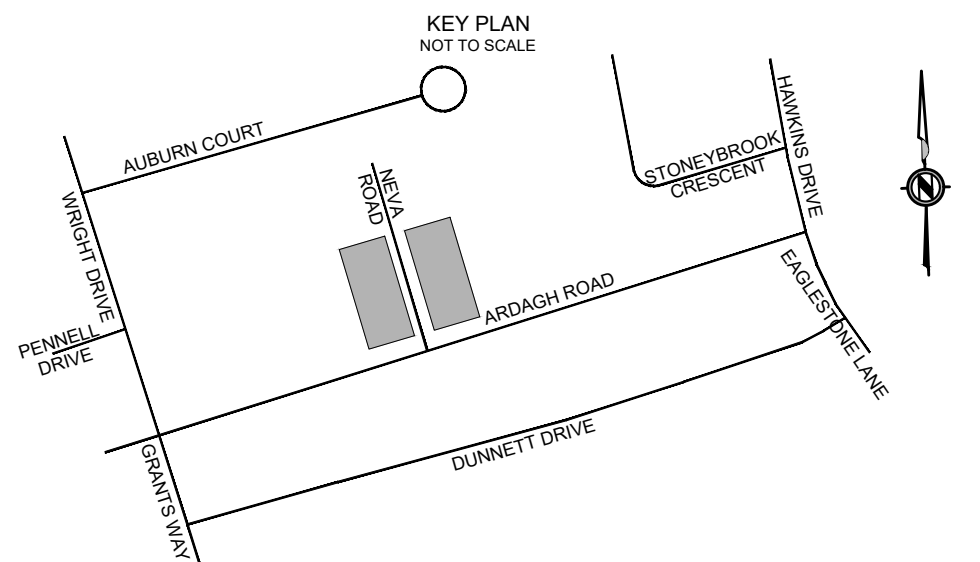 KEY PLAN
NOT TO SCALE
AUBURN COURT
HAWKINS DRIVE
STONEYBROOK
CRESCENT
NEVA
ROAD
WRIGHT DRIVE
N
EAGLESTONE LANE
ARDAGH ROAD
PENNELL
DRIVE
DUNNETT DRIVE
GRANTS WAY